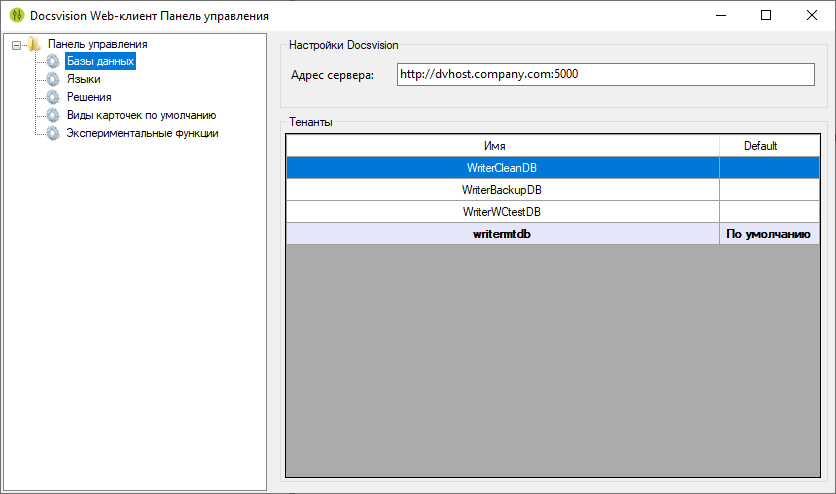 Docsvision Web-клиент Панель управления
Панель управления
Базы данных
Языки
Решения
Виды карточек по умолчанию
Экспериментальные функции
Настройки Docsvision
Адрес сервера: http://dvhost.company.com:5000
Тенанты
Имя Default
WriterCleanDB
WriterBackupDB
WriterWCtestDB
writermtdb По умолчанию